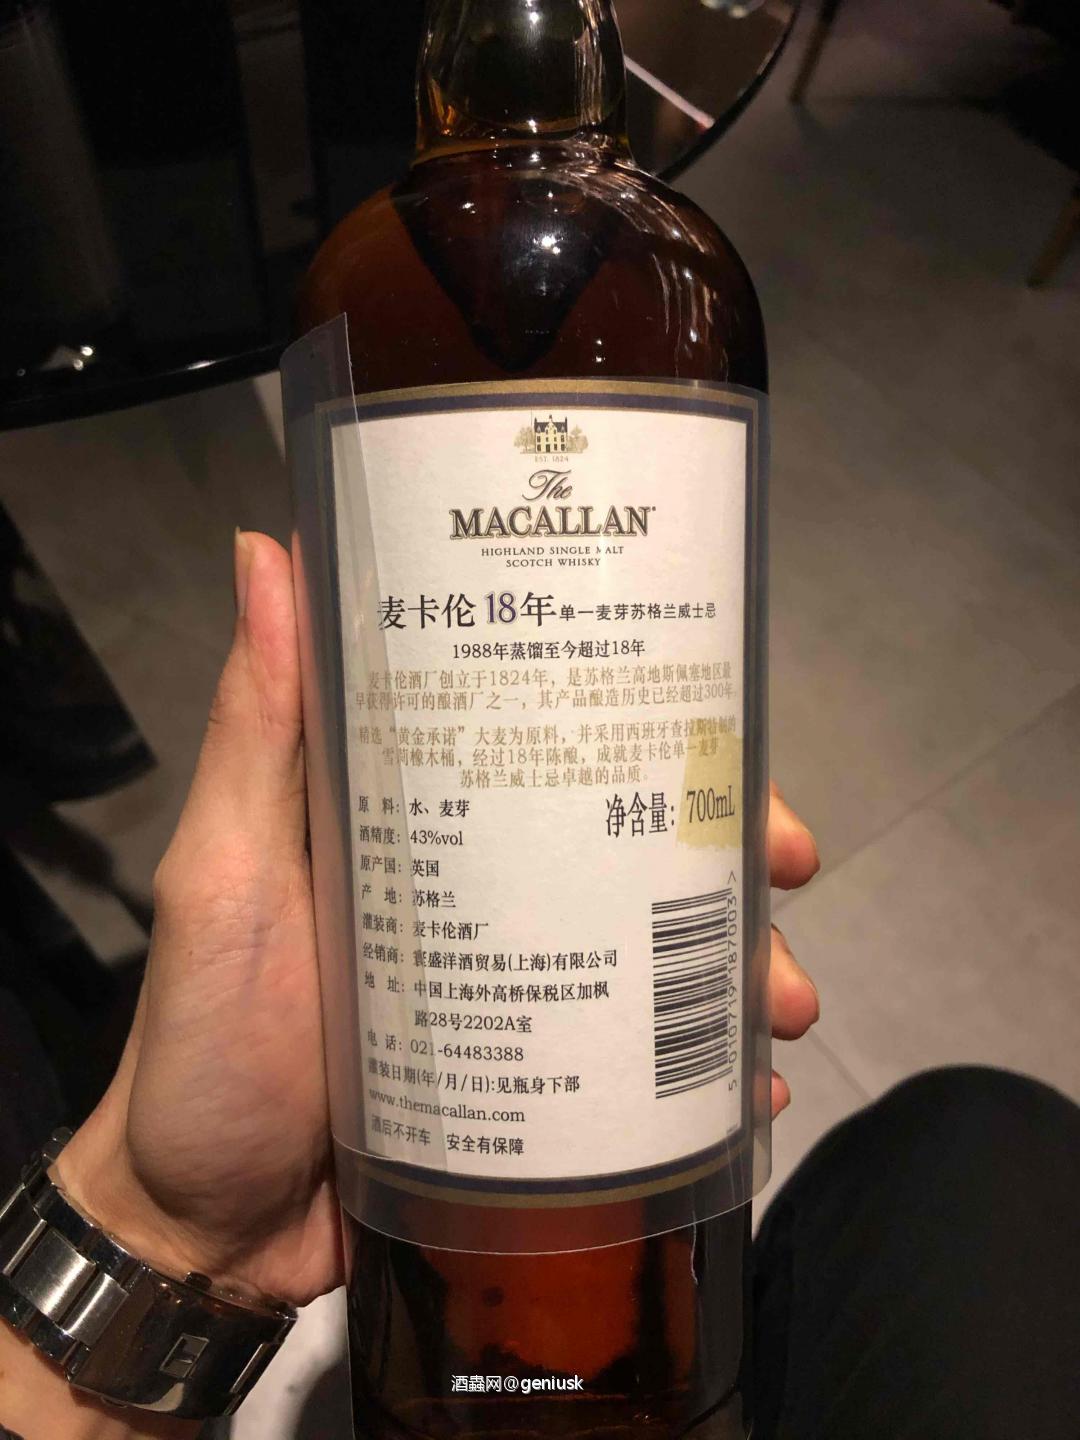 EST. 1824
The
MACALLAN
HIGHLAND SINGLE MALT
SCOTCH WHISKY
麦卡伦 18年 单一麦芽苏格兰威士忌
1988年蒸馏至今超过18年
麦卡伦酒厂创立于1824年，是苏格兰高地斯佩塞地区最
早获得许可的酿酒厂之一，其产品酿造历史已经超过300年。
精选“黄金承诺”大麦为原料，并采用西班牙查拉斯特制的
雪莉橡木桶，经过18年陈酿，成就麦卡伦单一麦芽
苏格兰威士忌卓越的品质。
原 料：水、麦芽
净含量：700mL
酒精度：43%vol
原产国：英国
产 地：苏格兰
灌装商：麦卡伦酒厂
经销商：寰盛洋酒贸易(上海)有限公司
地 址：中国上海外高桥保税区加枫
路28号2202A室
电 话：021-64483388
灌装日期(年/月/日):见瓶身下部
www.themacallan.com
酒后不开车 安全有保障
5 010719 187003 >
酒蟲网@geniusk